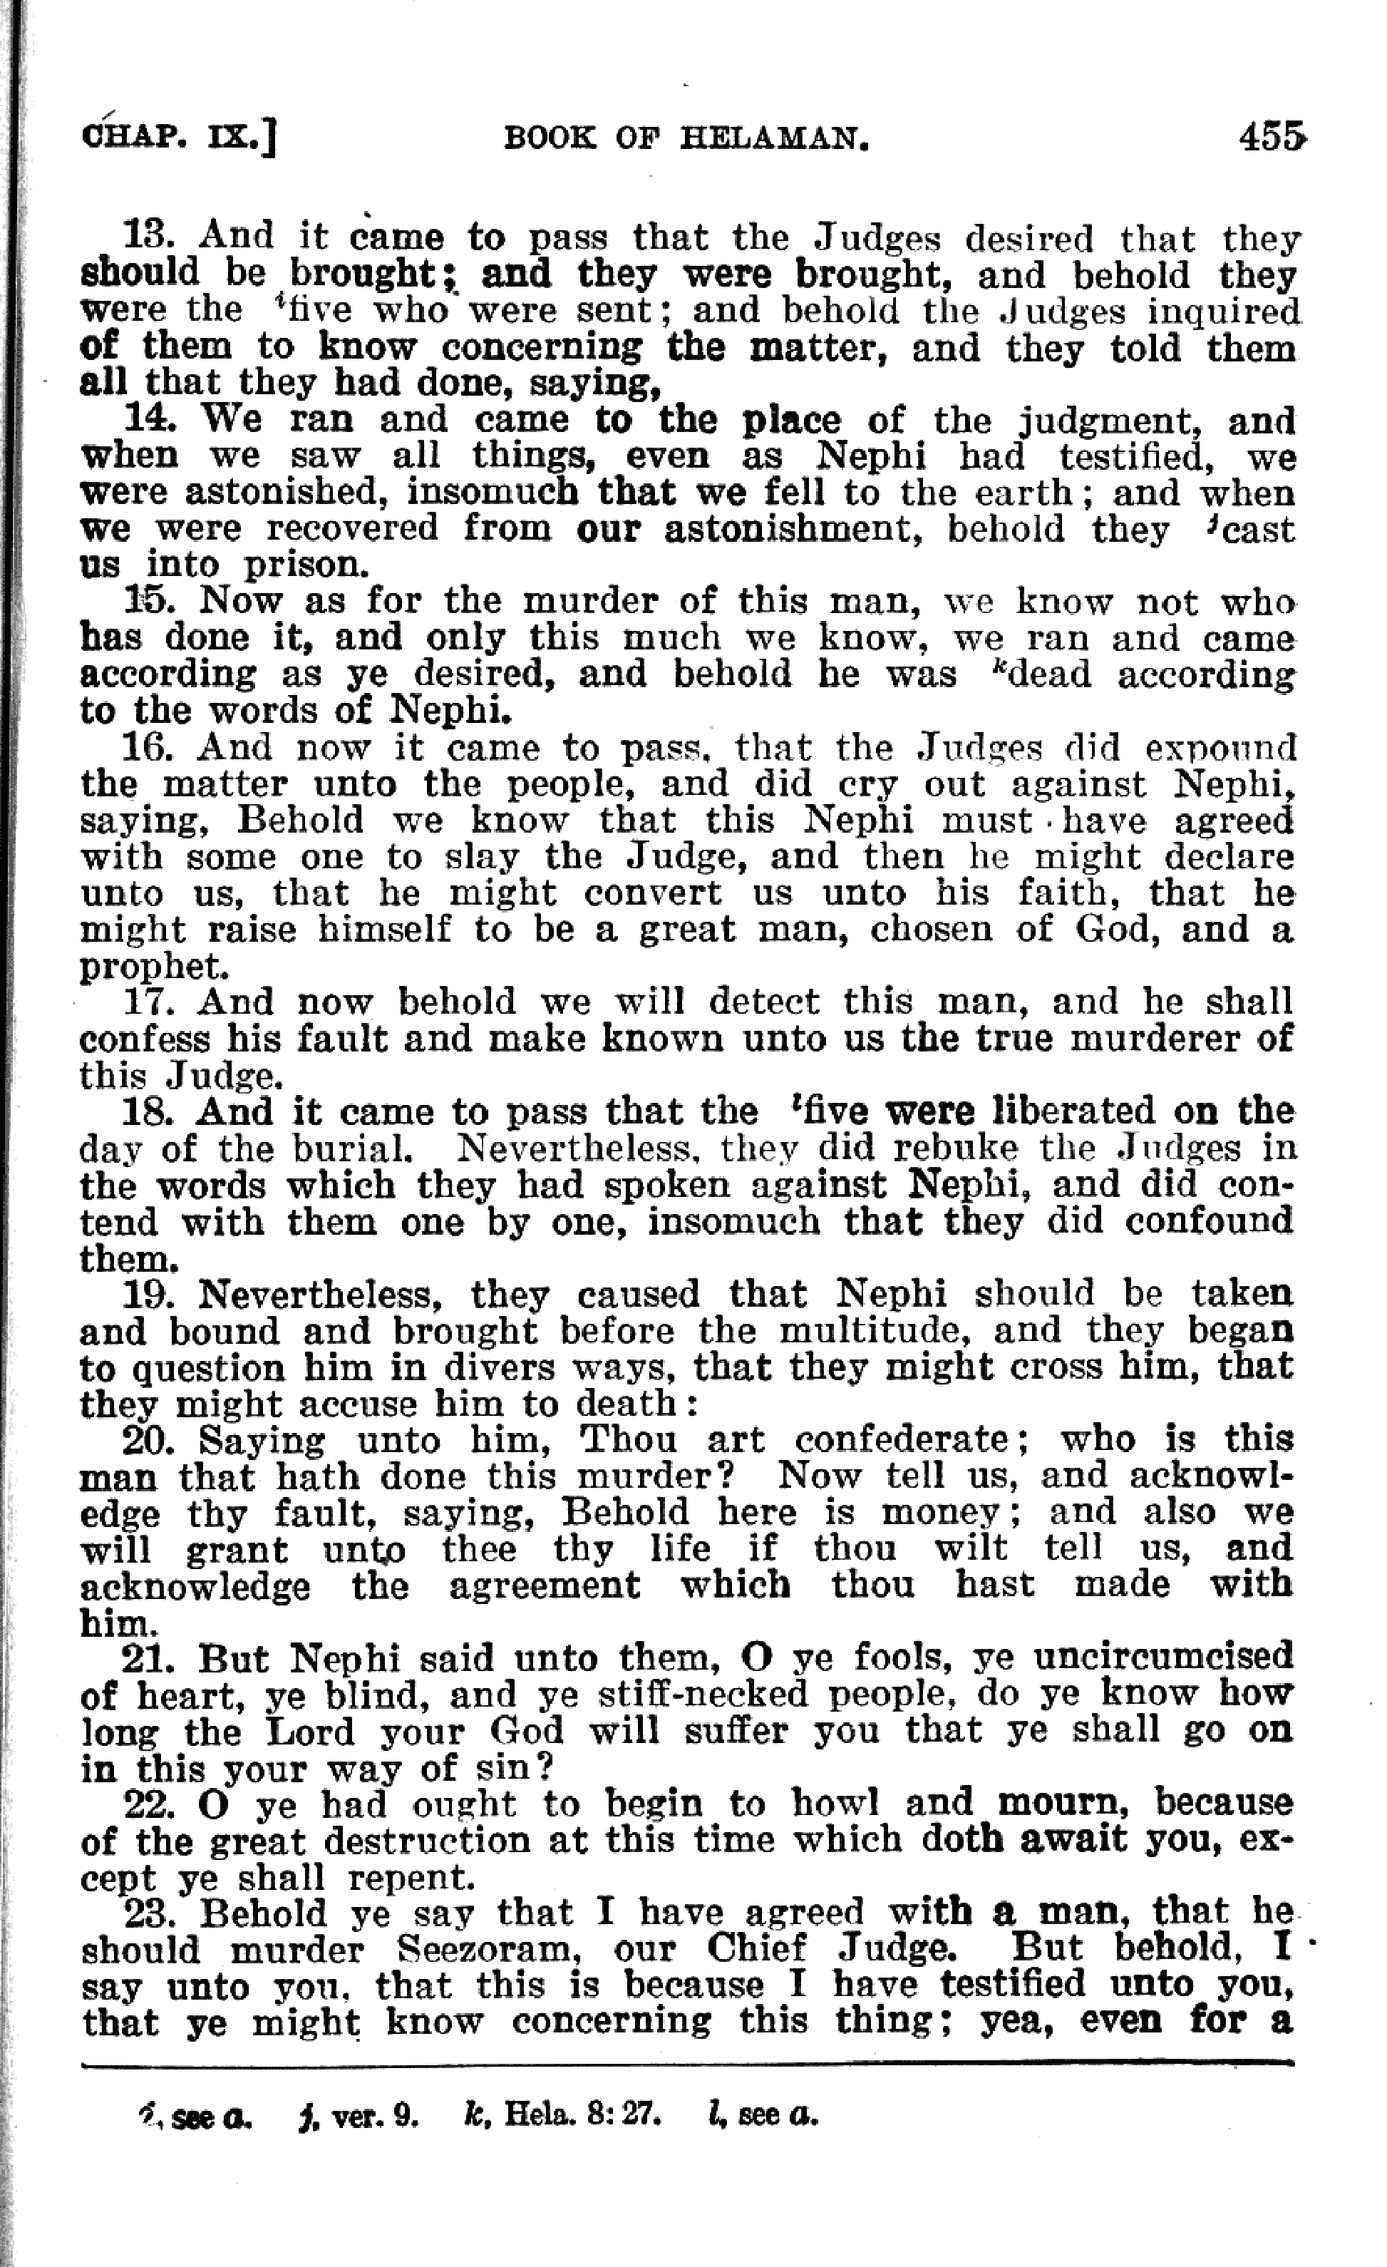 CHAP. IX.] BOOK OF HELAMAN. 455
13. And it came to pass that the Judges desired that they
should be brought; and they were brought, and behold they
were the ifive who were sent; and behold the Judges inquired
of them to know concerning the matter, and they told them
all that they had done, saying,
14. We ran and came to the place of the judgment, and
when we saw all things, even as Nephi had testified, we
were astonished, insomuch that we fell to the earth; and when
we were recovered from our astonishment, behold they jcast
us into prison.
15. Now as for the murder of this man, we know not who
has done it, and only this much we know, we ran and came
according as ye desired, and behold he was kdead according
to the words of Nephi.
16. And now it came to pass, that the Judges did expound
the matter unto the people, and did cry out against Nephi,
saying, Behold we know that this Nephi must have agreed
with some one to slay the Judge, and then he might declare
unto us, that he might convert us unto his faith, that he
might raise himself to be a great man, chosen of God, and a
prophet.
17. And now behold we will detect this man, and he shall
confess his fault and make known unto us the true murderer of
this Judge.
18. And it came to pass that the lfive were liberated on the
day of the burial. Nevertheless, they did rebuke the Judges in
the words which they had spoken against Nephi, and did con-
tend with them one by one, insomuch that they did confound
them.
19. Nevertheless, they caused that Nephi should be taken
and bound and brought before the multitude, and they began
to question him in divers ways, that they might cross him, that
they might accuse him to death:
20. Saying unto him, Thou art confederate; who is this
man that hath done this murder? Now tell us, and acknowl-
edge thy fault, saying, Behold here is money; and also we
will grant unto thee thy life if thou wilt tell us, and
acknowledge the agreement which thou hast made with
him.
21. But Nephi said unto them, O ye fools, ye uncircumcised
of heart, ye blind, and ye stiff-necked people, do ye know how
long the Lord your God will suffer you that ye shall go on
in this your way of sin?
22. O ye had ought to begin to howl and mourn, because
of the great destruction at this time which doth await you, ex-
cept ye shall repent.
23. Behold ye say that I have agreed with a man, that he
should murder Seezoram, our Chief Judge. But behold, I
say unto you, that this is because I have testified unto you,
that ye might know concerning this thing; yea, even for a
i, see a. j, ver. 9. k, Hela. 8:27. l, see a.